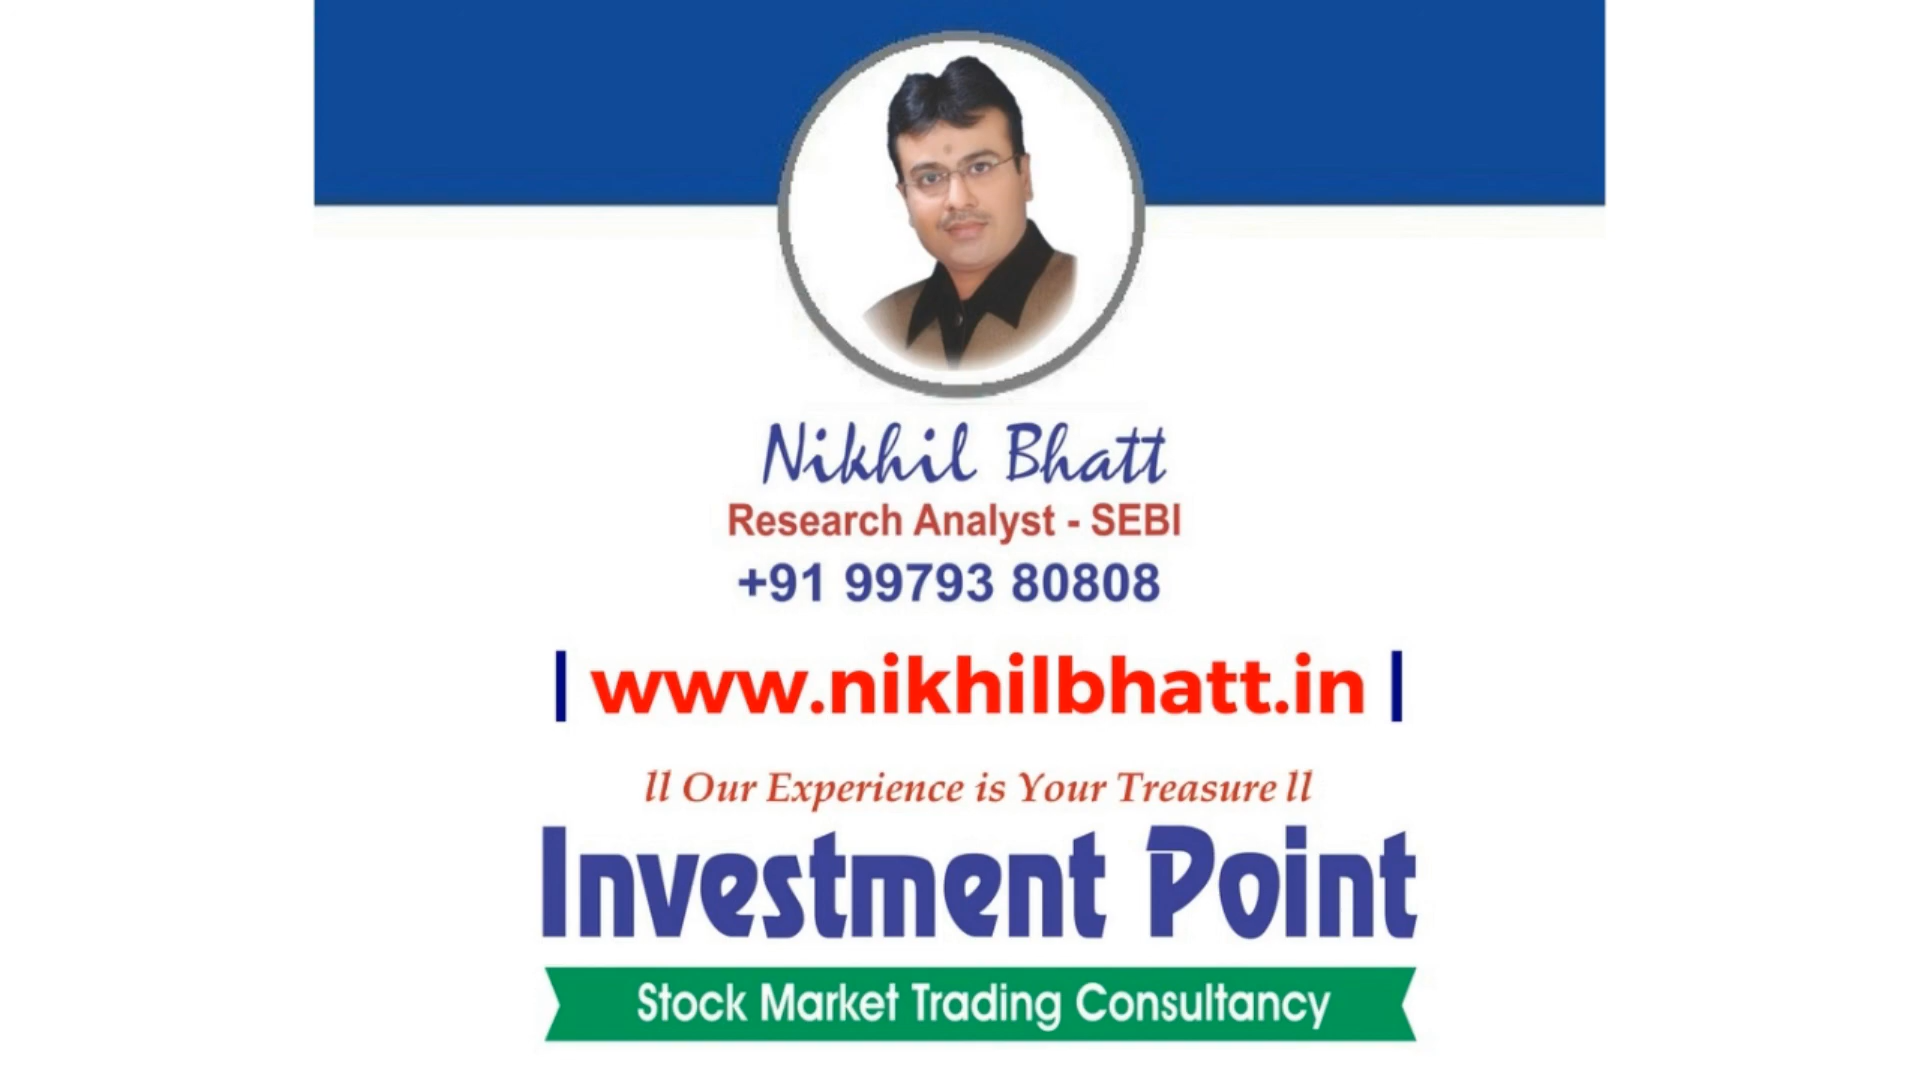 Nikhil Bhatt
Research Analyst - SEBI
+91 99793 80808
| www.nikhilbhatt.in |
ll Our Experience is Your Treasure ll
Investment Point
Stock Market Trading Consultancy